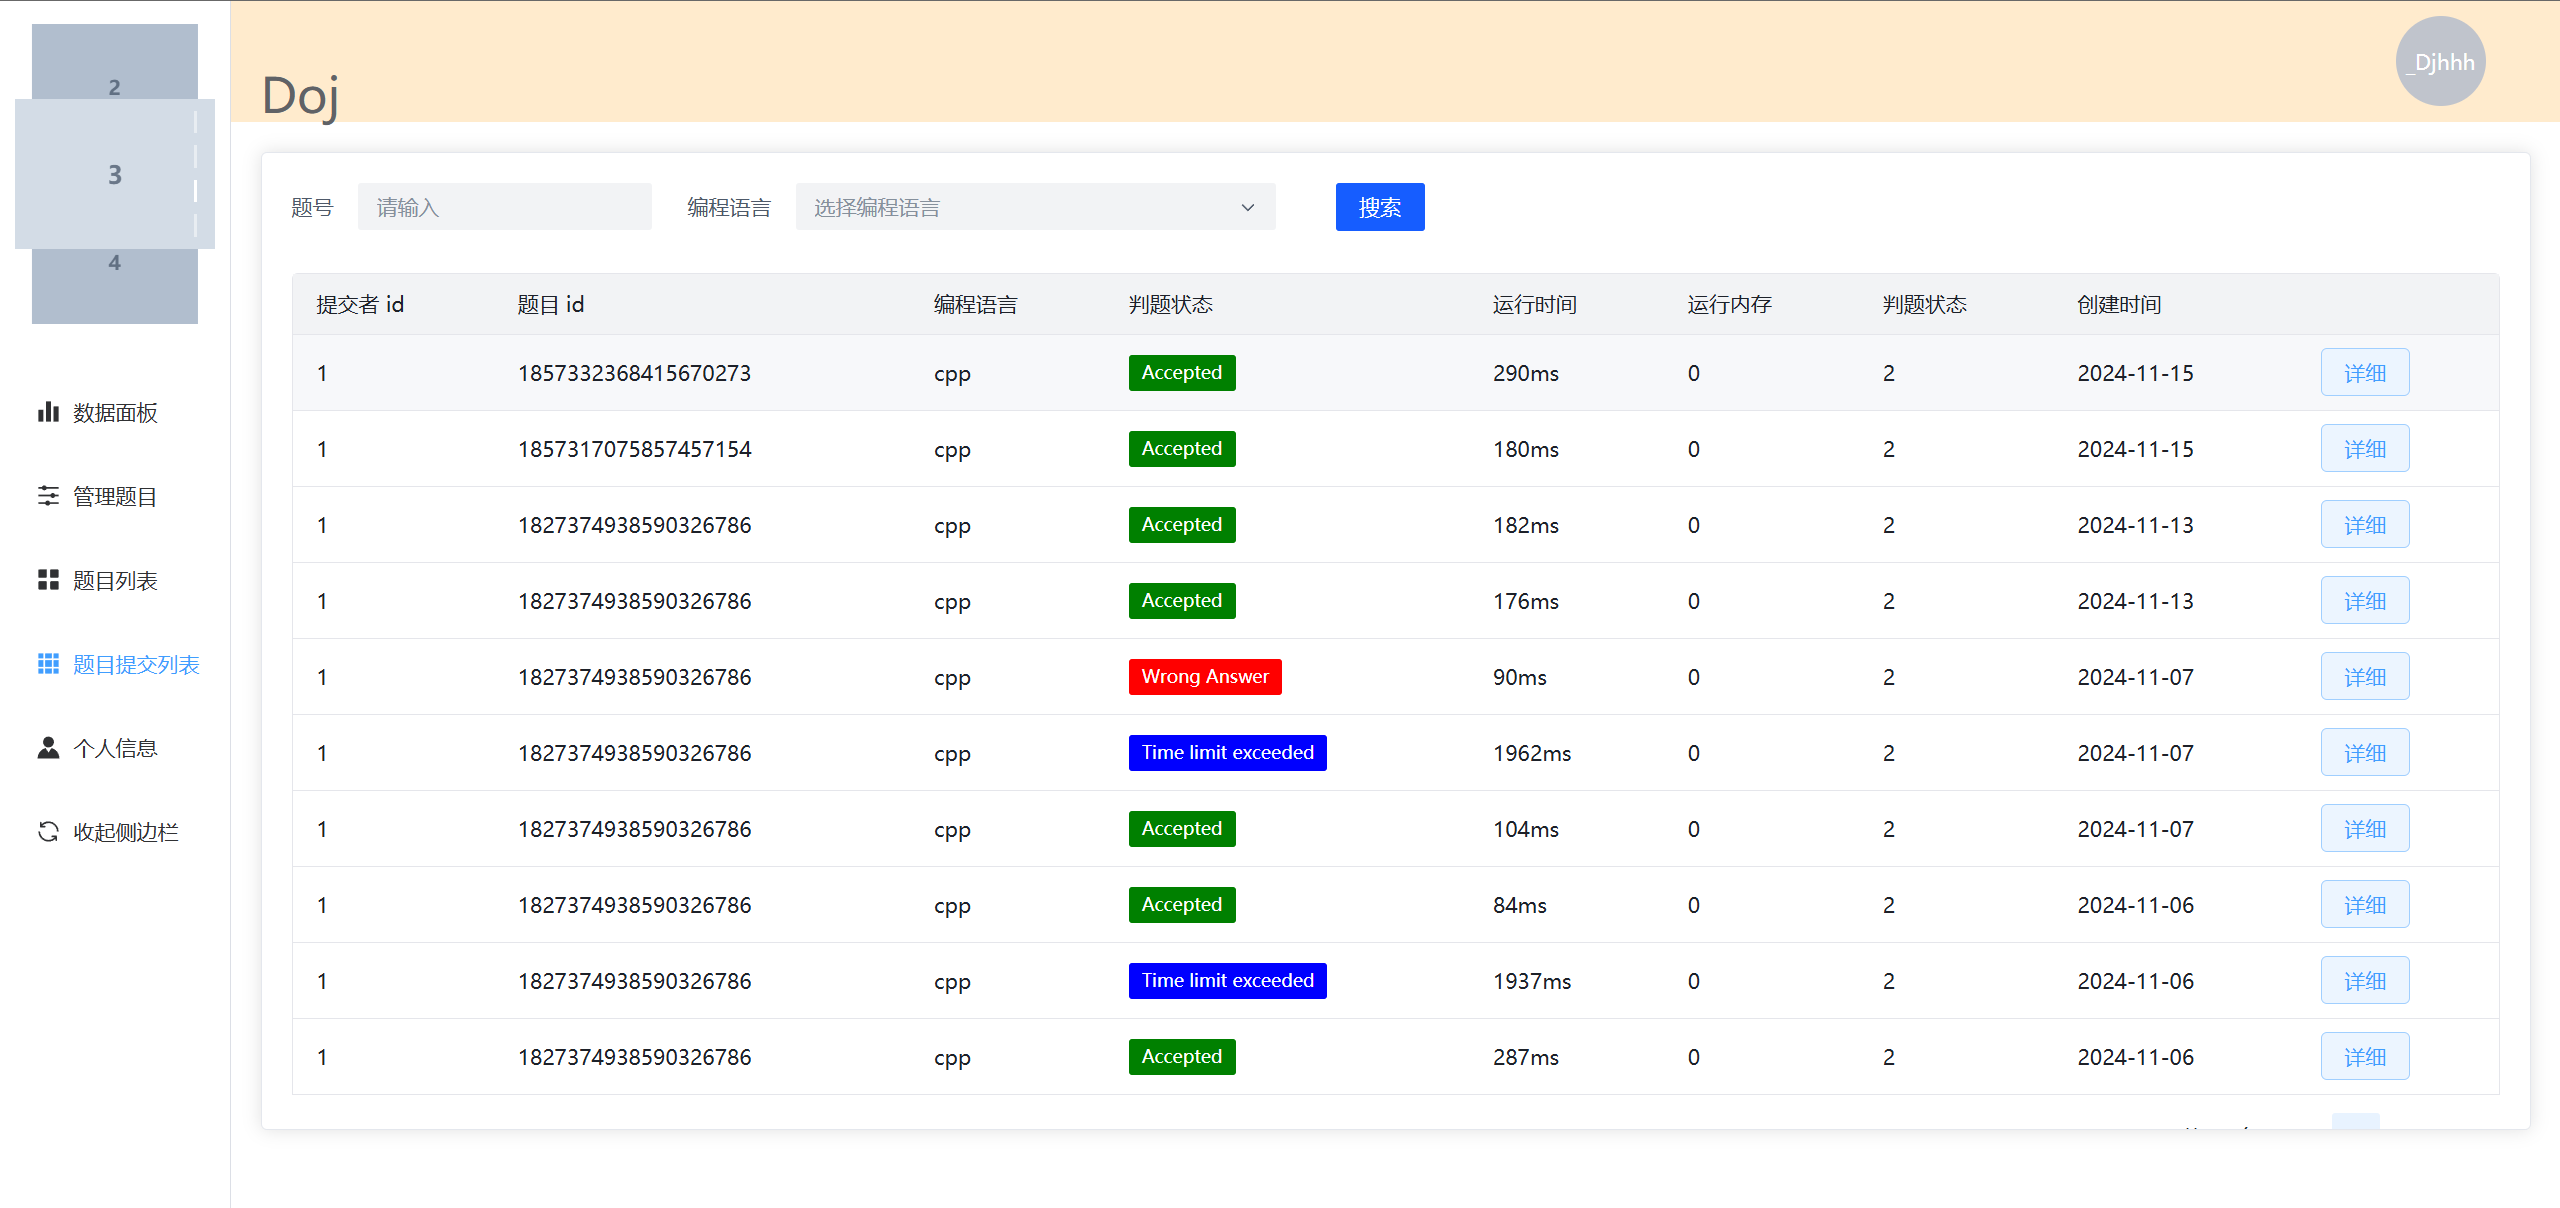 2
3
4
数据面板
管理题目
题目列表
题目提交列表
个人信息
收起侧边栏
Doj
_Djhhh
题号 请输入 编程语言 选择编程语言 搜索
提交者 id 题目 id 编程语言 判题状态 运行时间 运行内存 判题状态 创建时间
1 1857332368415670273 cpp Accepted 290ms 0 2 2024-11-15 详细
1 1857317075857457154 cpp Accepted 180ms 0 2 2024-11-15 详细
1 1827374938590326786 cpp Accepted 182ms 0 2 2024-11-13 详细
1 1827374938590326786 cpp Accepted 176ms 0 2 2024-11-13 详细
1 1827374938590326786 cpp Wrong Answer 90ms 0 2 2024-11-07 详细
1 1827374938590326786 cpp Time limit exceeded 1962ms 0 2 2024-11-07 详细
1 1827374938590326786 cpp Accepted 104ms 0 2 2024-11-07 详细
1 1827374938590326786 cpp Accepted 84ms 0 2 2024-11-06 详细
1 1827374938590326786 cpp Time limit exceeded 1937ms 0 2 2024-11-06 详细
1 1827374938590326786 cpp Accepted 287ms 0 2 2024-11-06 详细